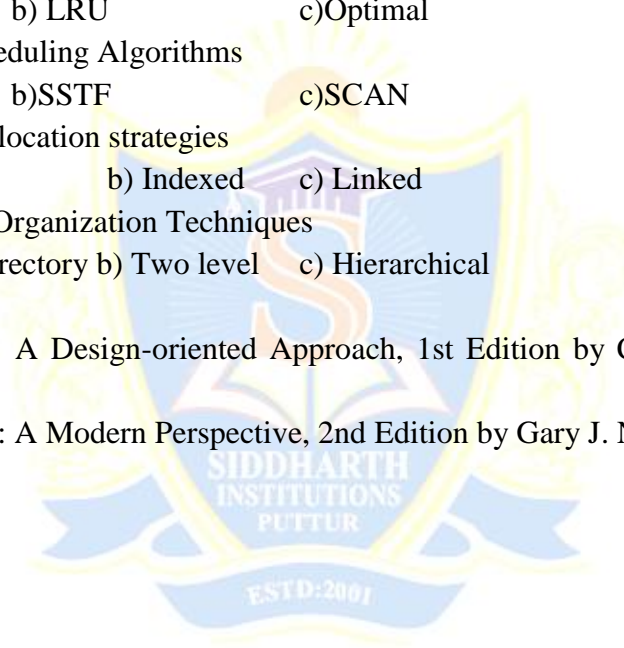 b) LRU c)Optimal
eduling Algorithms
b)SSTF c)SCAN
location strategies
b) Indexed c) Linked
Organization Techniques
rectory b) Two level c) Hierarchical
A Design-oriented Approach, 1st Edition by C
: A Modern Perspective, 2nd Edition by Gary J. N
SIDDHARTH
INSTITUTIONS
PUTTUR
ESTD:2001